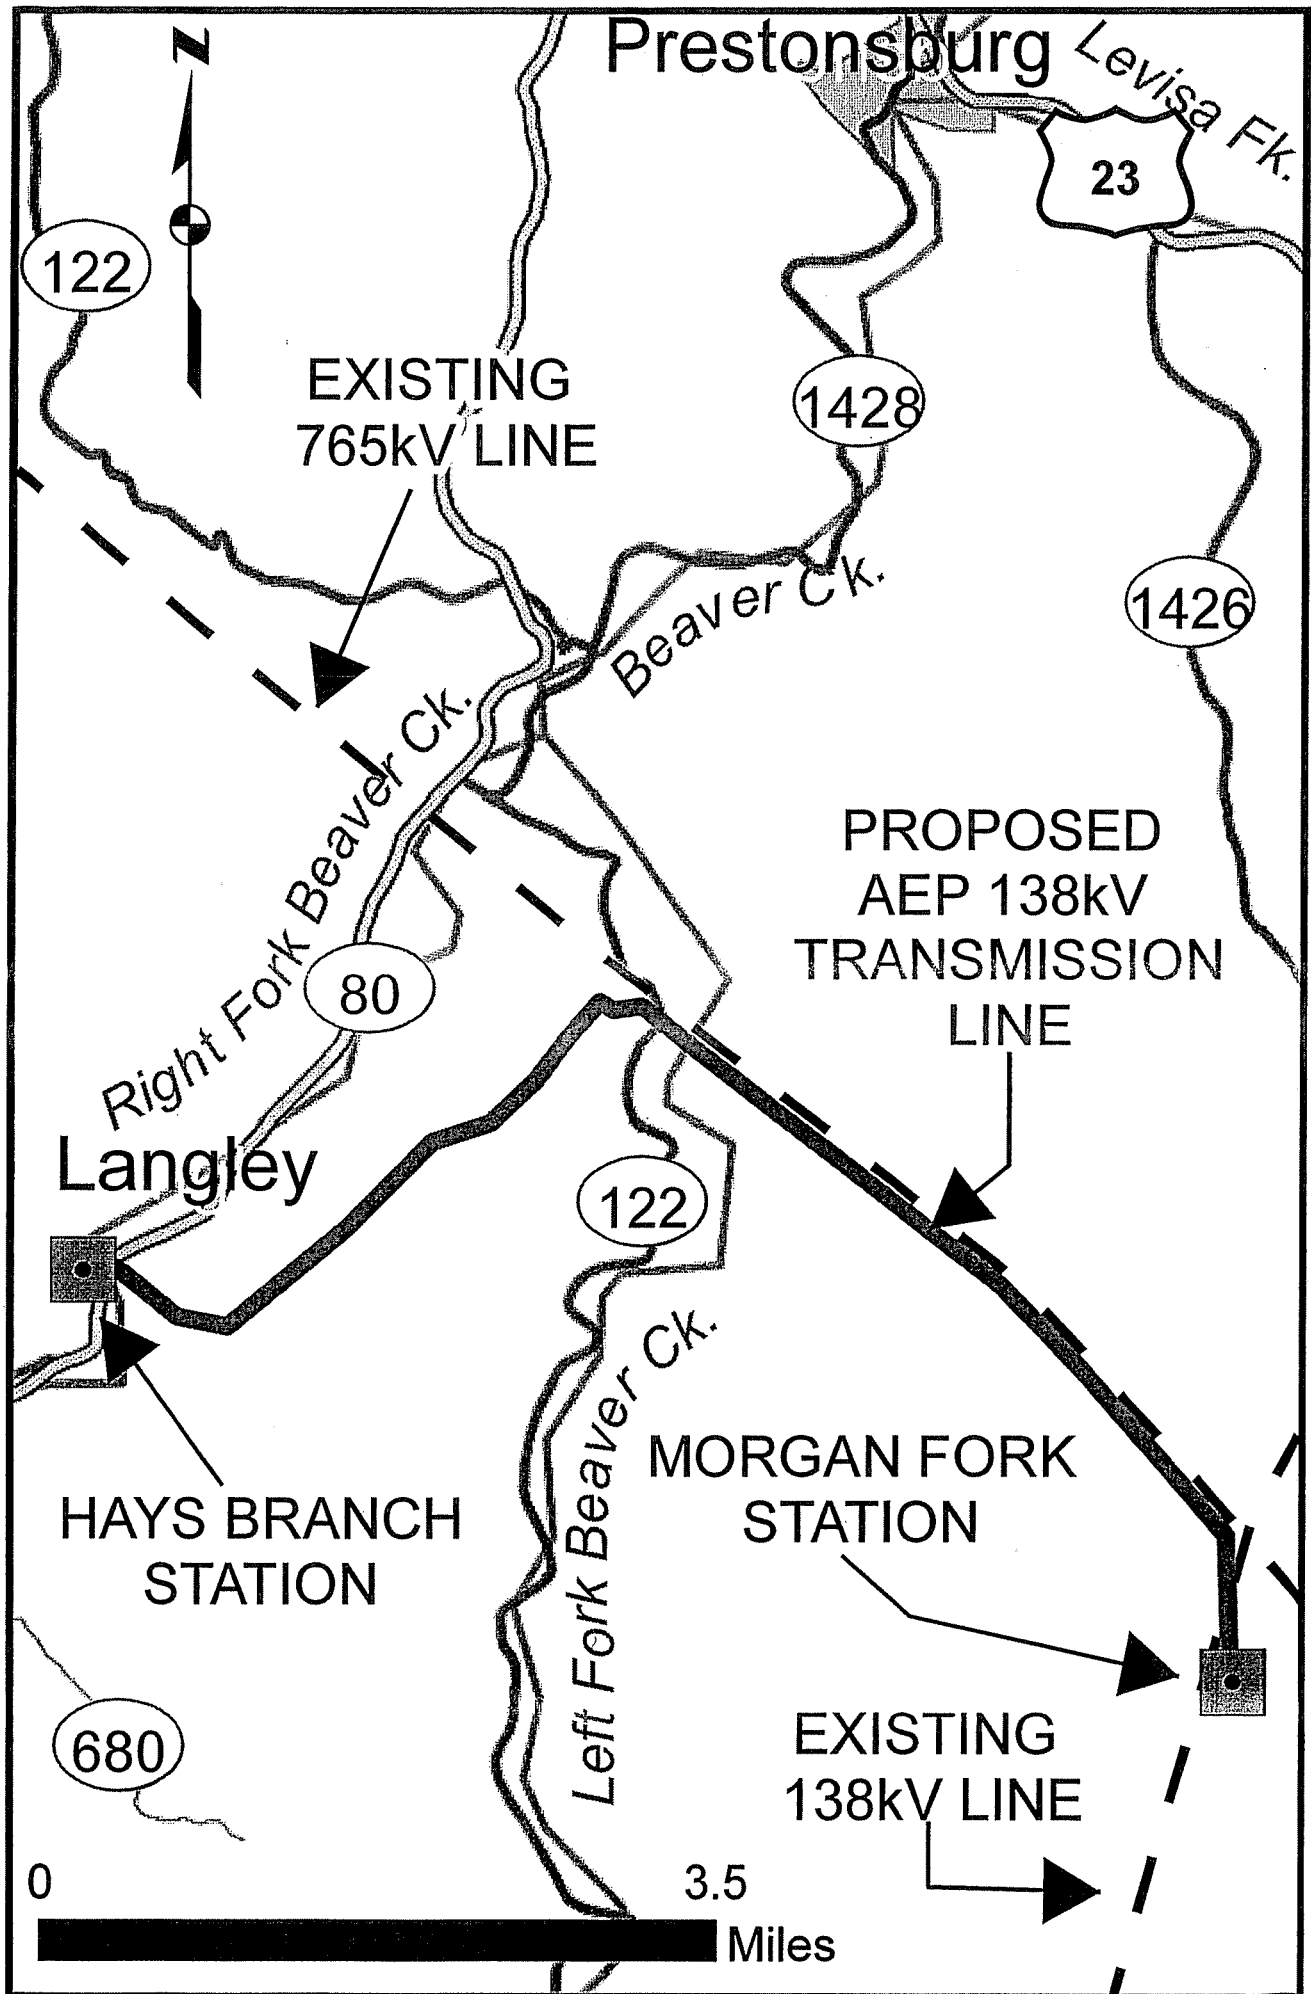 Prestonsburg
Levisa Fk.
N
23
122
EXISTING
765kV LINE
1428
Beaver Ck.
1426
Right Fork Beaver Ck.
PROPOSED
AEP 138kV
TRANSMISSION
LINE
80
Langley
122
Left Fork Beaver Ck.
MORGAN FORK
STATION
HAYS BRANCH
STATION
680
EXISTING
138kV LINE
0
3.5
Miles